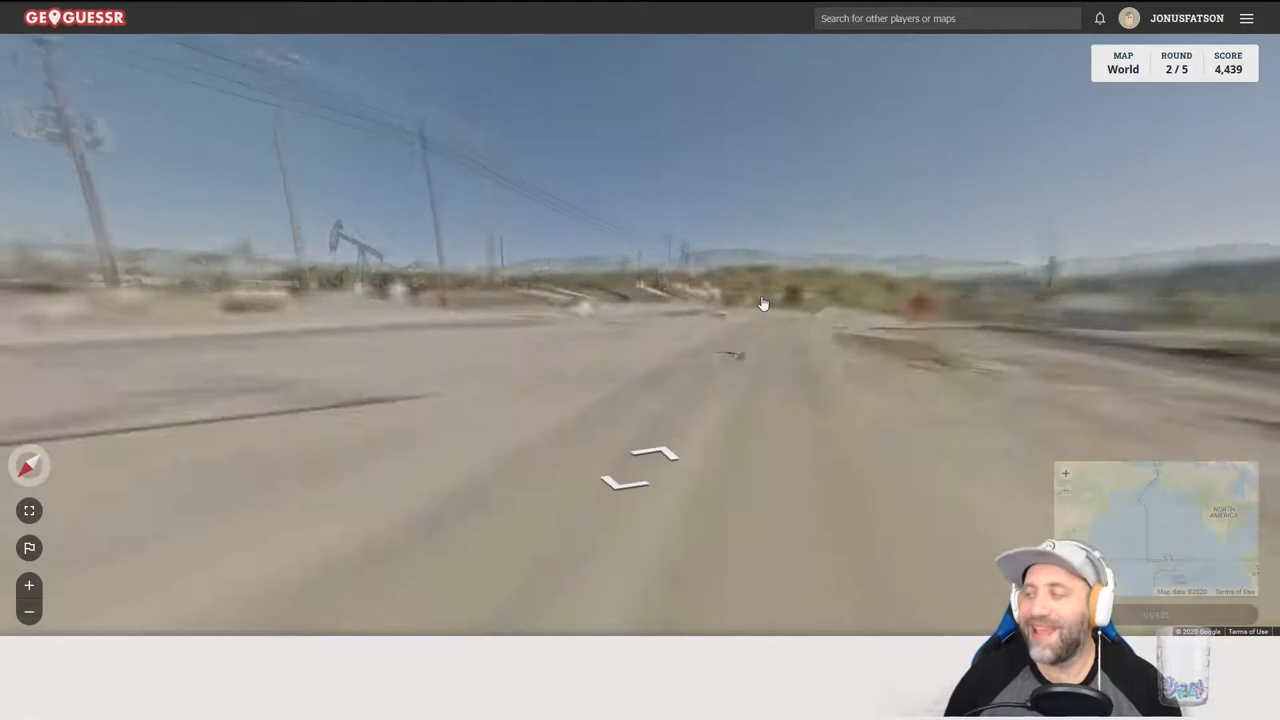 GEOGUESSR
Search for other players or maps
JONUSFATSON
MAP
World
ROUND
2 / 5
SCORE
4,439
NORTH
AMERICA
Map data ©2020
Terms of Use
GUESS
© 2020 Google
Terms of Use